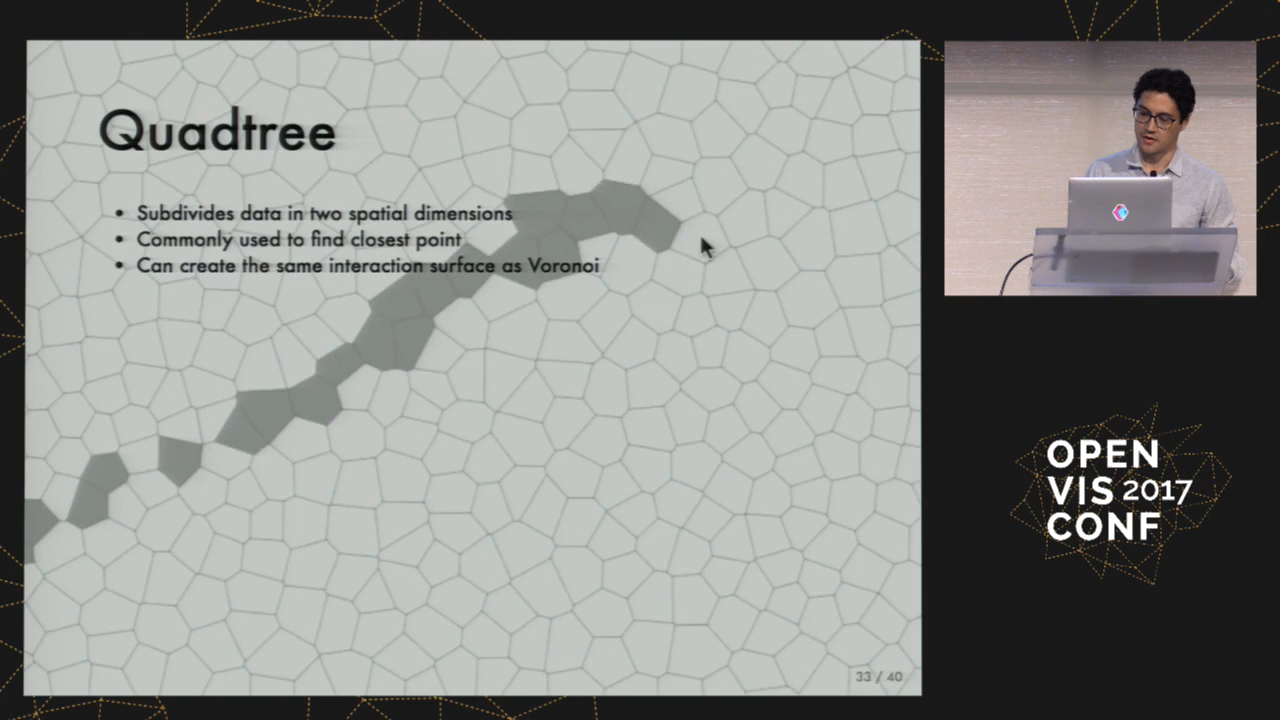 Quadtree
• Subdivides data in two spatial dimensions
• Commonly used to find closest point
• Can create the same interaction surface as Voronoi
33 / 40
OPEN
VIS 2017
CONF